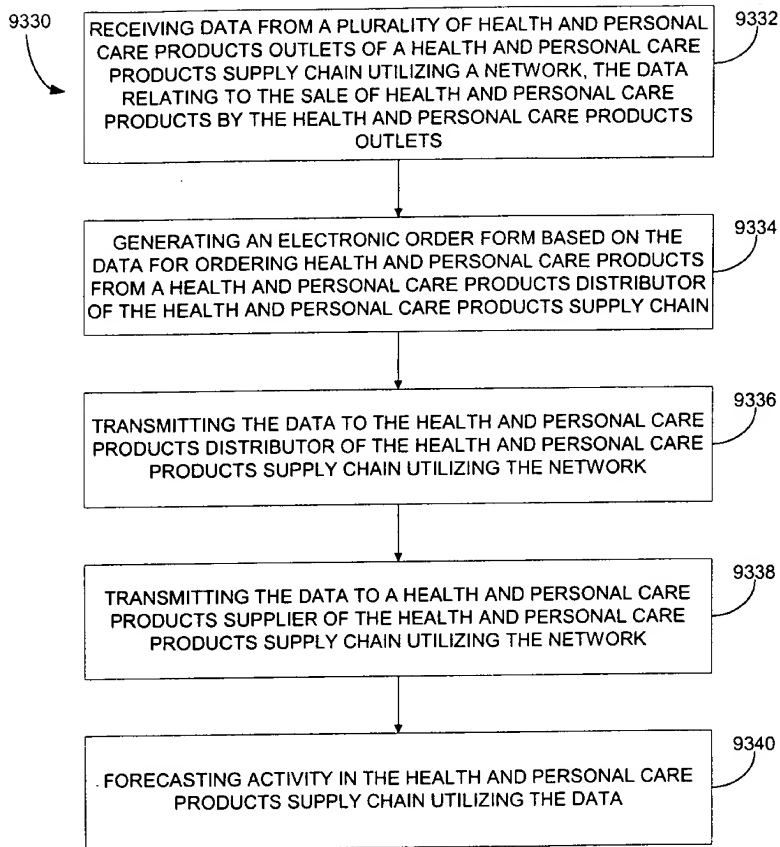 9330
RECEIVING DATA FROM A PLURALITY OF HEALTH AND PERSONAL
CARE PRODUCTS OUTLETS OF A HEALTH AND PERSONAL CARE
PRODUCTS SUPPLY CHAIN UTILIZING A NETWORK, THE DATA
RELATING TO THE SALE OF HEALTH AND PERSONAL CARE
PRODUCTS BY THE HEALTH AND PERSONAL CARE PRODUCTS
OUTLETS
9332
GENERATING AN ELECTRONIC ORDER FORM BASED ON THE
DATA FOR ORDERING HEALTH AND PERSONAL CARE PRODUCTS
FROM A HEALTH AND PERSONAL CARE PRODUCTS DISTRIBUTOR
OF THE HEALTH AND PERSONAL CARE PRODUCTS SUPPLY CHAIN
9334
TRANSMITTING THE DATA TO THE HEALTH AND PERSONAL CARE
PRODUCTS DISTRIBUTOR OF THE HEALTH AND PERSONAL CARE
PRODUCTS SUPPLY CHAIN UTILIZING THE NETWORK
9336
TRANSMITTING THE DATA TO A HEALTH AND PERSONAL CARE
PRODUCTS SUPPLIER OF THE HEALTH AND PERSONAL CARE
PRODUCTS SUPPLY CHAIN UTILIZING THE NETWORK
9338
FORECASTING ACTIVITY IN THE HEALTH AND PERSONAL CARE
PRODUCTS SUPPLY CHAIN UTILIZING THE DATA
9340